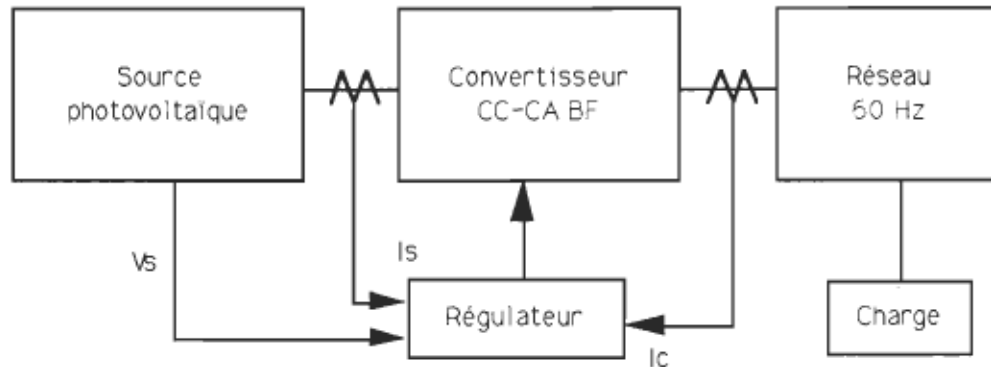 Source
photovoltaïque
Convertisseur
CC-CA BF
Réseau
60 Hz
Vs
Is
Régulateur
Ic
Charge